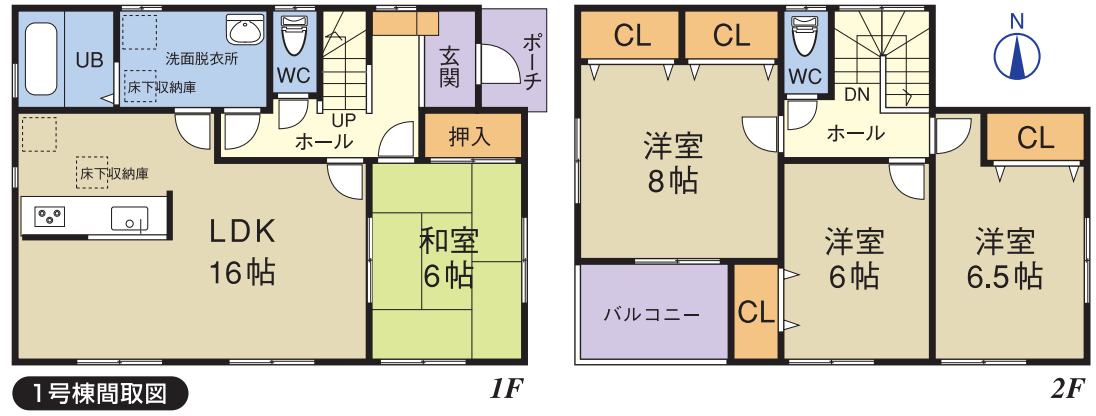 UB
洗面脱衣所
床下収納庫
WC
UP
ホール
玄関
ポーチ
押入
床下収納庫
LDK
16帖
和室
6帖
1号棟間取図
1F
CL
CL
WC
DN
ホール
N
洋室
8帖
CL
洋室
6帖
洋室
6.5帖
バルコニー
CL
2F